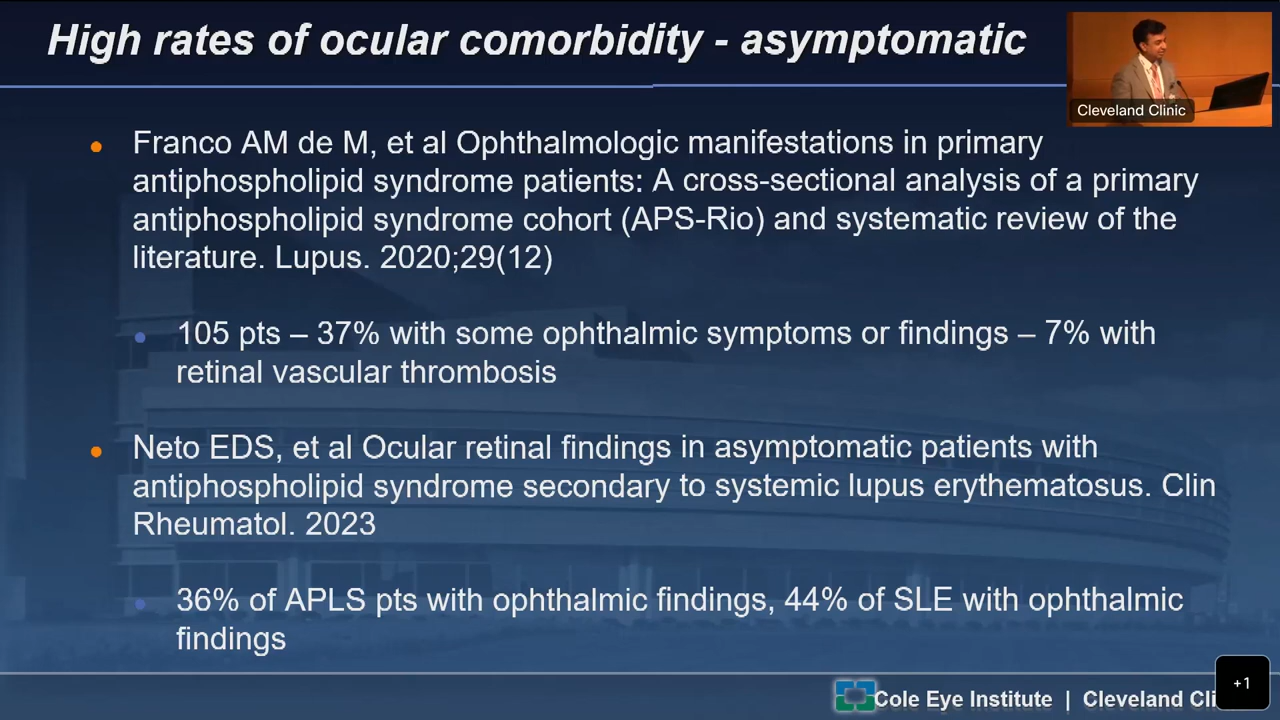 High rates of ocular comorbidity - asymptomatic
Cleveland Clinic
Franco AM de M, et al Ophthalmologic manifestations in primary
antiphospholipid syndrome patients: A cross-sectional analysis of a primary
antiphospholipid syndrome cohort (APS-Rio) and systematic review of the
literature. Lupus. 2020;29(12)
105 pts – 37% with some ophthalmic symptoms or findings – 7% with
retinal vascular thrombosis
Neto EDS, et al Ocular retinal findings in asymptomatic patients with
antiphospholipid syndrome secondary to systemic lupus erythematosus. Clin
Rheumatol. 2023
36% of APLS pts with ophthalmic findings, 44% of SLE with ophthalmic
findings
Cole Eye Institute | Cleveland Cli
+1